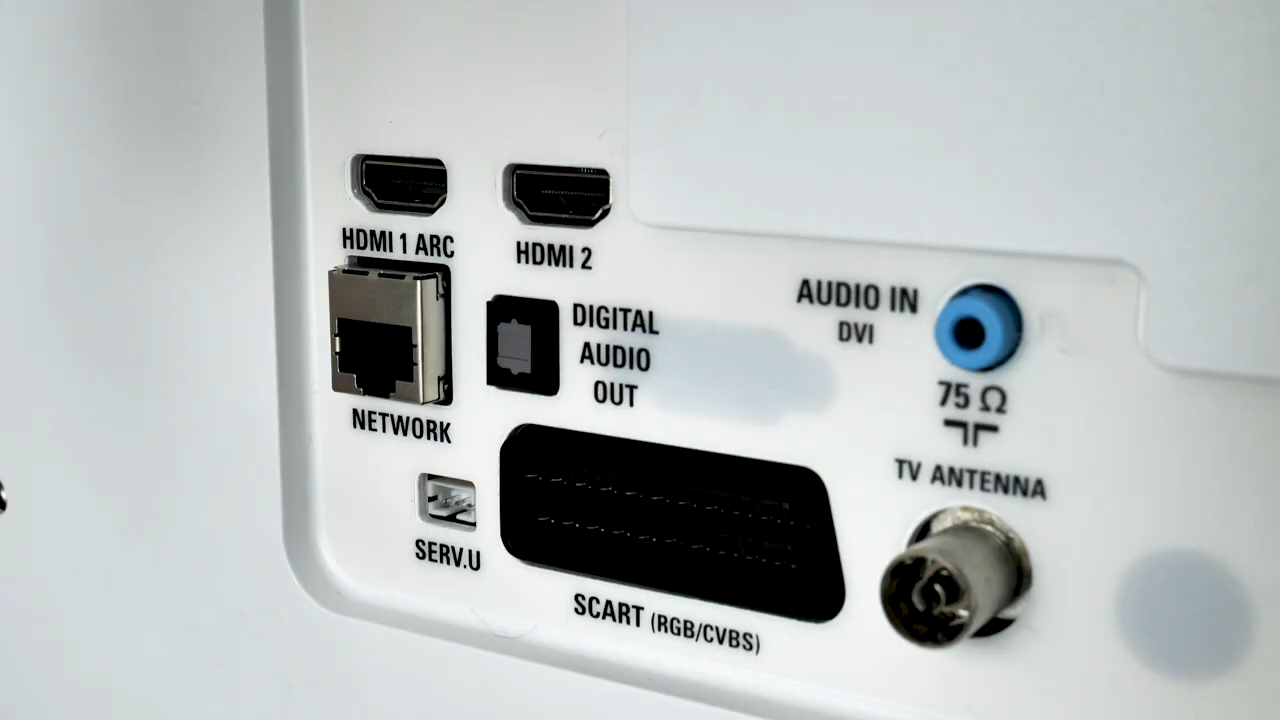 HDMI 1 ARC
HDMI 2
NETWORK
DIGITAL
AUDIO
OUT
AUDIO IN
DVI
75 Ω
TV ANTENNA
SERV.U
SCART (RGB/CVBS)